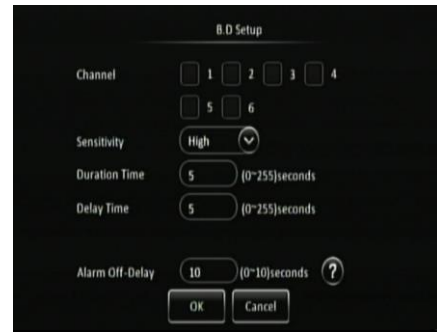 B.D Setup
Channel 1 2 3 4
5 6
Sensitivity High
Duration Time 5 (0~255)seconds
Delay Time 5 (0~255)seconds
Alarm Off-Delay 10 (0~10)seconds ?
OK Cancel